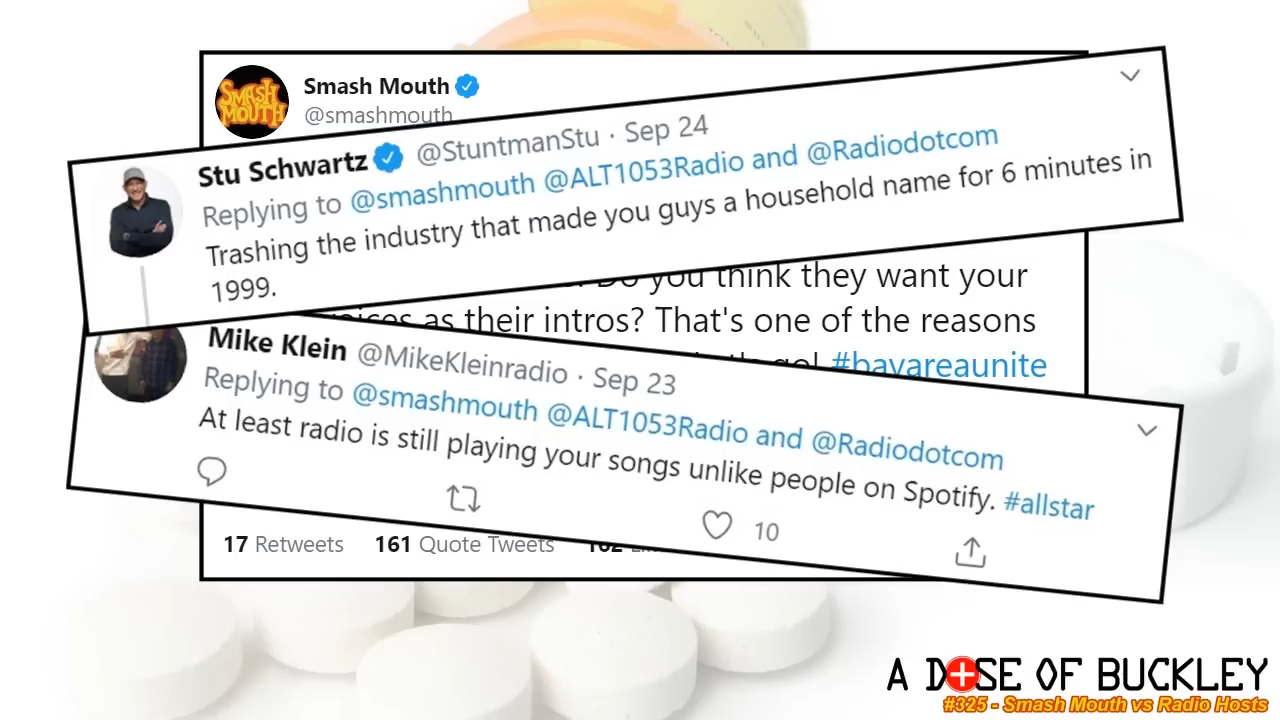 Smash Mouth
@smashmouth
Stu Schwartz @StuntmanStu · Sep 24
Replying to @smashmouth @ALT1053Radio and @Radiodotcom
Trashing the industry that made you guys a household name for 6 minutes in
1999.
you think they want your
as their intros? That's one of the reasons
#bayareaunite
Mike Klein @MikeKleinradio · Sep 23
Replying to @smashmouth @ALT1053Radio and @Radiodotcom
At least radio is still playing your songs unlike people on Spotify. #allstar
10
17 Retweets 161 Quote Tweets
A DOSE OF BUCKLEY
#325 - Smash Mouth vs Radio Hosts
SMASH MOUTH